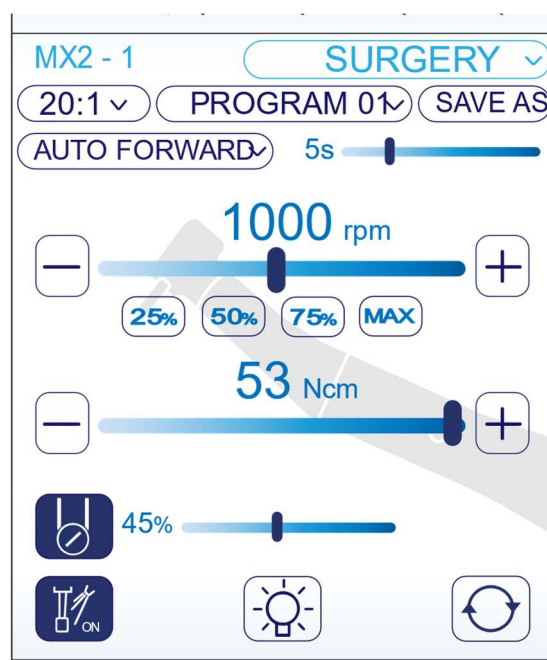 MX2 - 1 SURGERY
20:1 PROGRAM 01 SAVE AS
AUTO FORWARD 5s
1000 rpm
25% 50% 75% MAX
53 Ncm
45%
ON